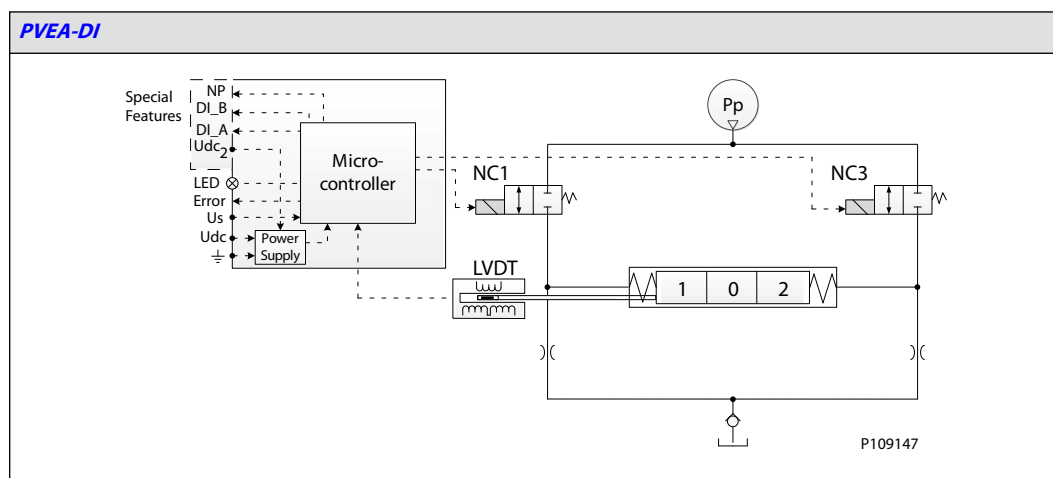 PVEA-DI
Special
Features
NP
DI_B
DI_A
Udc2
LED
Error
Us
Udc
Micro-
controller
Power
Supply
Pp
NC1
NC3
LVDT
1 0 2
P109147